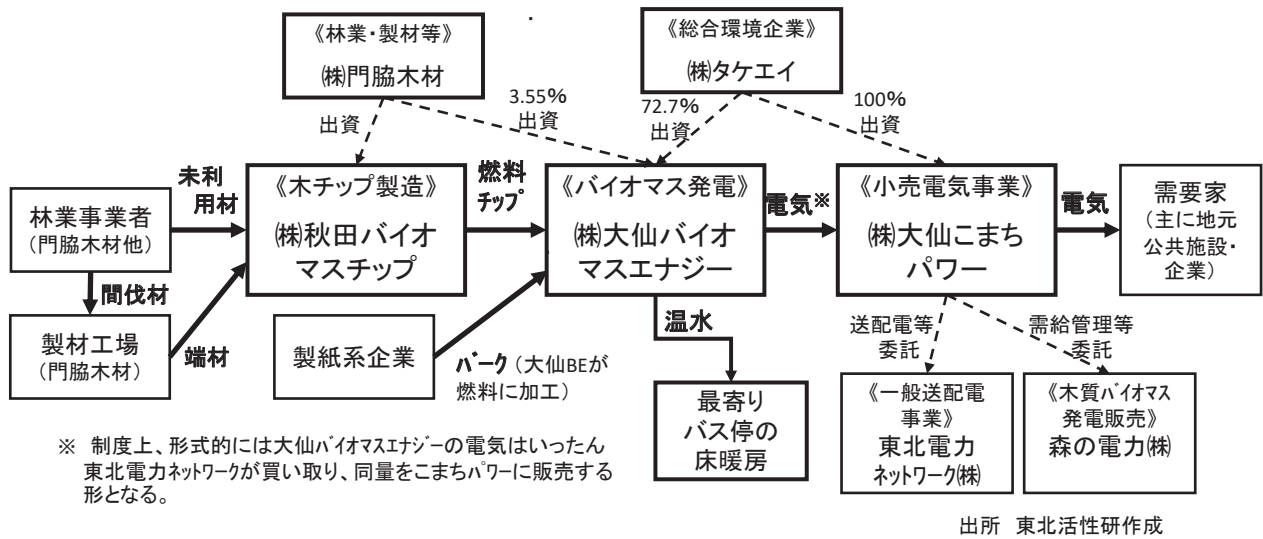 《林業・製材等》
㈱門脇木材
《総合環境企業》
㈱タケエイ
出資
3.55%
出資
72.7%
出資
100%
出資
林業事業者
（門脇木材他）
未利
用材
間伐材
製材工場
（門脇木材）
端材
《木チップ製造》
㈱秋田バイオ
マスチップ
燃料
チップ
製紙系企業
バーク（大仙BEが
燃料に加工）
《バイオマス発電》
㈱大仙バイオ
マスエナジー
電気※
温水
最寄り
バス停の
床暖房
《小売電気事業》
㈱大仙こまち
パワー
電気
需要家
（主に地元
公共施設・
企業）
送配電等
委託
需給管理等
委託
《一般送配電
事業》
東北電力
ネットワーク㈱
《木質バイオマス
発電販売》
森の電力㈱
※ 制度上、形式的には大仙バイオマスエナジーの電気はいったん
東北電力ネットワークが買い取り、同量をこまちパワーに販売する
形となる。
出所 東北活性研作成